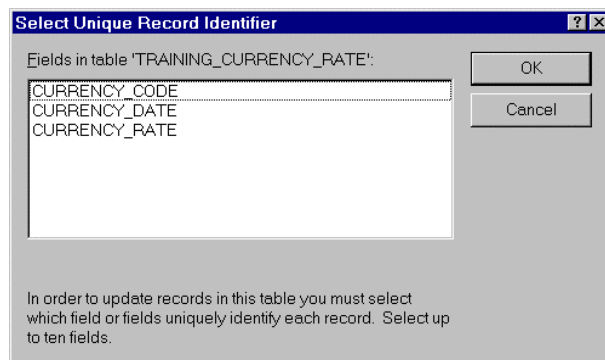 Select Unique Record Identifier
Fields in table 'TRAINING_CURRENCY_RATE':
OK
CURRENCY_CODE
CURRENCY_DATE
Cancel
CURRENCY_RATE
In order to update records in this table you must select
which field or fields uniquely identify each record. Select up
to ten fields.